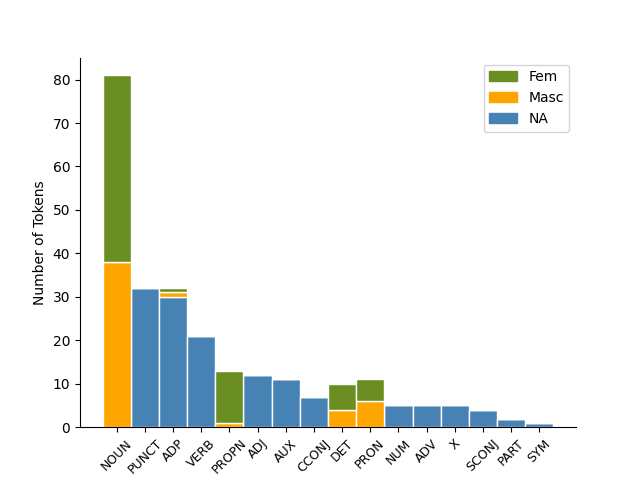 Fem
Masc
NA
80
70
60
50
40
30
20
10
0
Number of Tokens
NOUN PUNCT ADP VERB PROPN ADJ AUX CCONJ DET PRON NUM ADV X SCONJ PART SYM